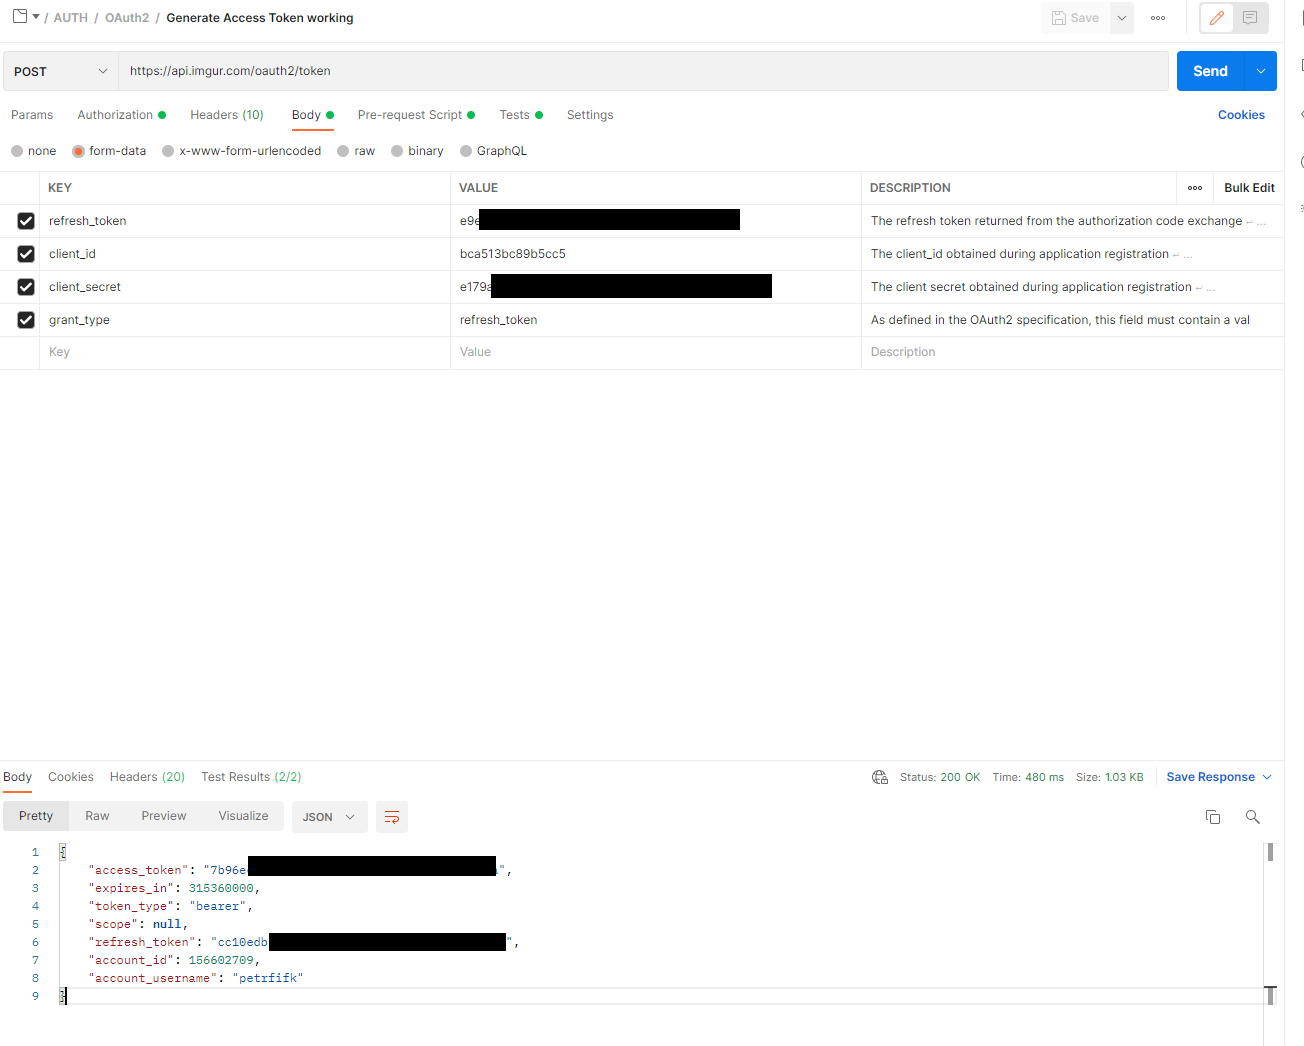 / AUTH / OAuth2 / Generate Access Token working Save
POST https://api.imgur.com/oauth2/token Send
Params Authorization Headers (10) Body Pre-request Script Tests Settings Cookies
none form-data x-www-form-urlencoded raw binary GraphQL
KEY VALUE DESCRIPTION Bulk Edit
refresh_token e9e The refresh token returned from the authorization code exchange ↵ ...
client_id bca513bc89b5cc5 The client_id obtained during application registration ↵ ...
client_secret e179a The client secret obtained during application registration ↵ ...
grant_type refresh_token As defined in the OAuth2 specification, this field must contain a val
Key Value Description
Body Cookies Headers (20) Test Results (2/2) Status: 200 OK Time: 480 ms Size: 1.03 KB Save Response
Pretty Raw Preview Visualize JSON
1 {
2 "access_token": "7b96e ",
3 "expires_in": 315360000,
4 "token_type": "bearer",
5 "scope": null,
6 "refresh_token": "cc10edb ",
7 "account_id": 156602709,
8 "account_username": "petrfifk"
9 }